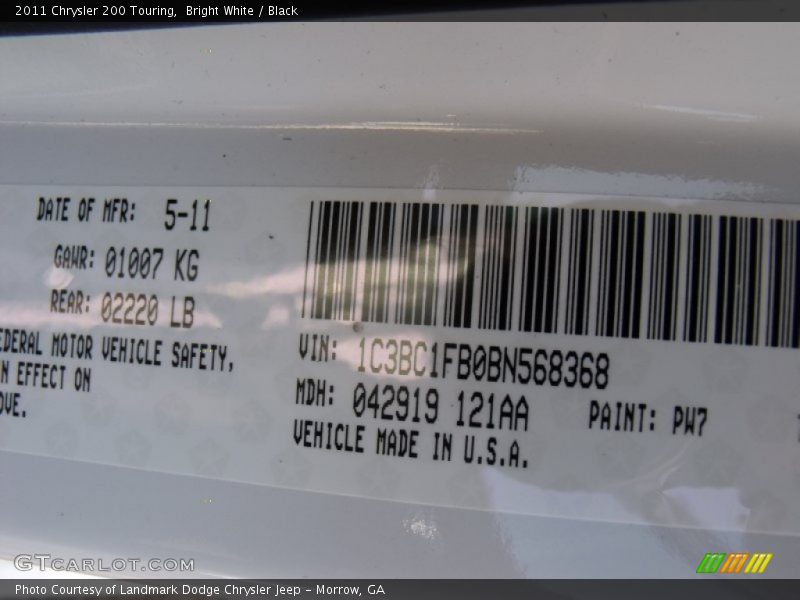 2011 Chrysler 200 Touring,  Bright White / Black
DATE OF MFR: 5-11
GAWR: 01007 KG
REAR: 02220 LB
EDERAL MOTOR VEHICLE SAFETY,
N EFFECT ON
OVE.
VIN: 1C3BC1FB0BN568368
MDH: 042919 121AA
PAINT: PW7
VEHICLE MADE IN U.S.A.
GTCARLOT.COM
Photo Courtesy of Landmark Dodge Chrysler Jeep – Morrow, GA